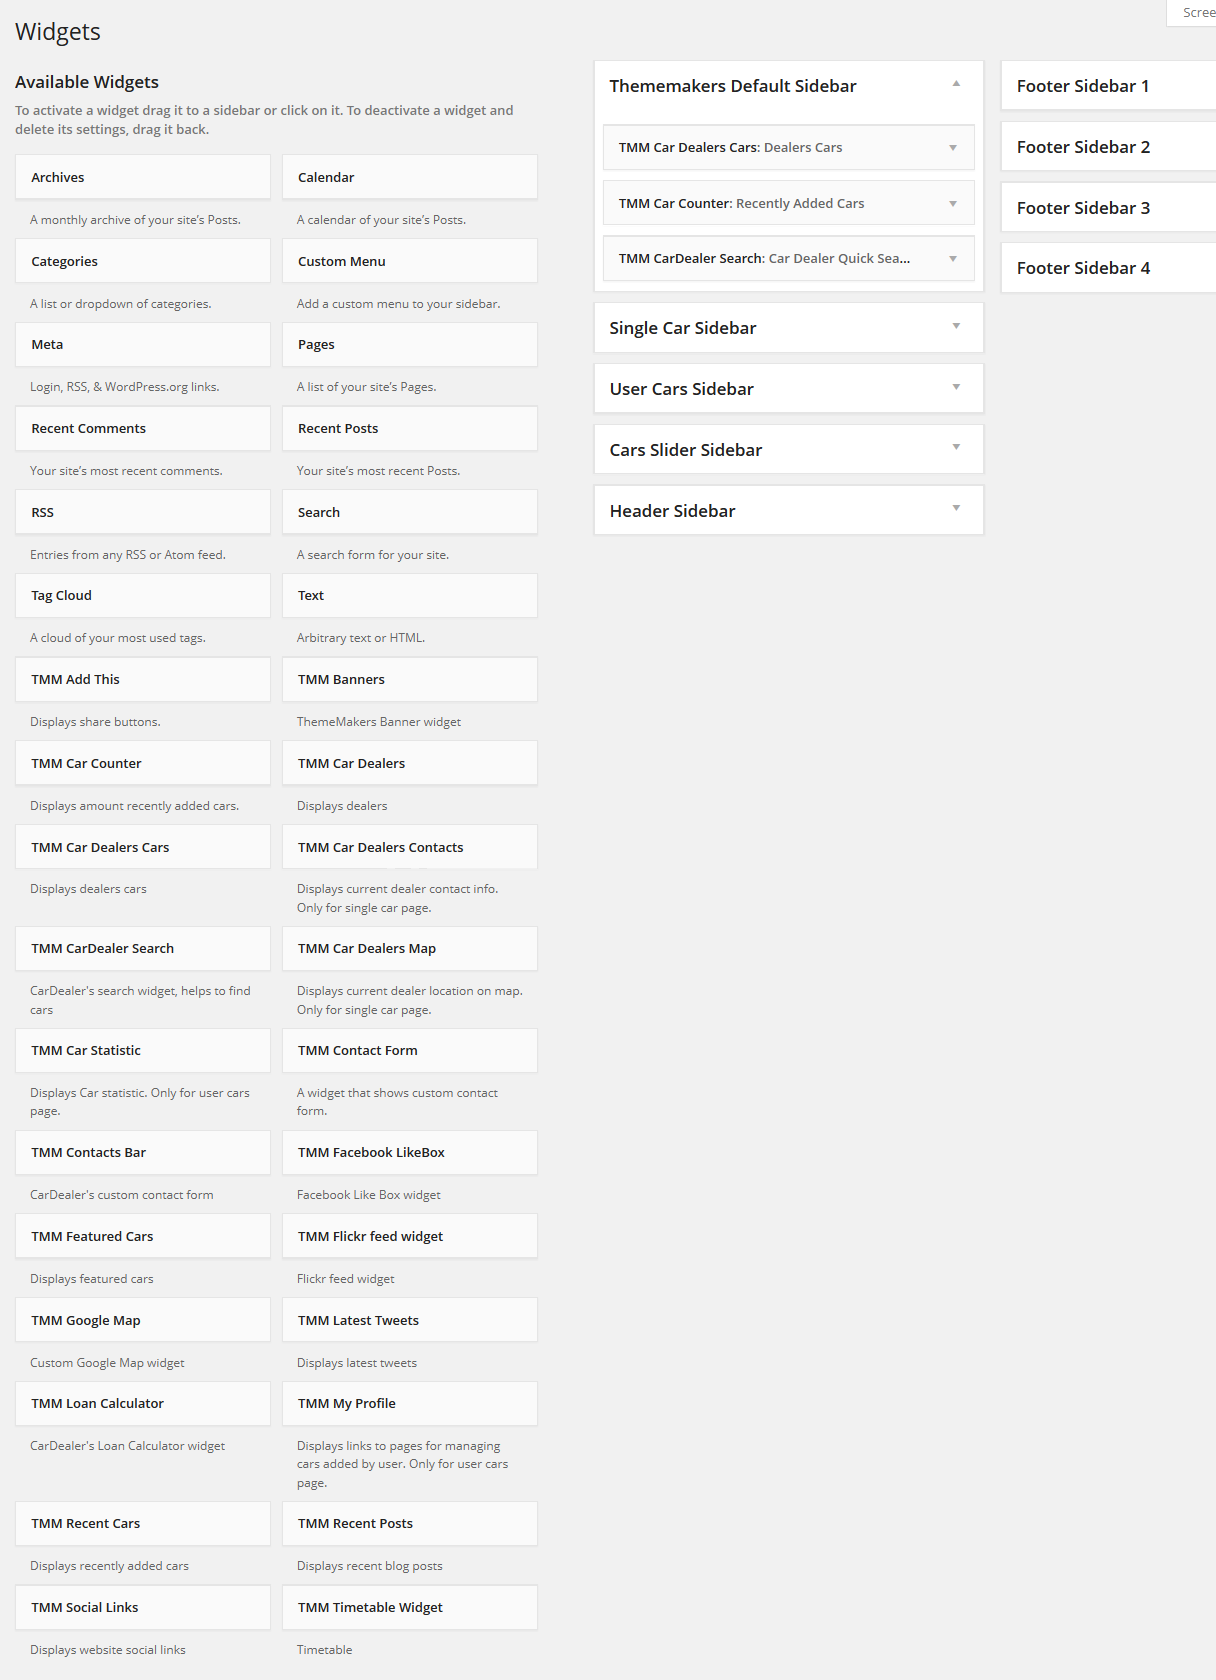 Scree
Widgets
Available Widgets
To activate a widget drag it to a sidebar or click on it. To deactivate a widget and
delete its settings, drag it back.
Archives
A monthly archive of your site's Posts.
Calendar
A calendar of your site's Posts.
Categories
A list or dropdown of categories.
Custom Menu
Add a custom menu to your sidebar.
Meta
Login, RSS, & WordPress.org links.
Pages
A list of your site's Pages.
Recent Comments
Your site's most recent comments.
Recent Posts
Your site's most recent Posts.
RSS
Entries from any RSS or Atom feed.
Search
A search form for your site.
Tag Cloud
A cloud of your most used tags.
Text
Arbitrary text or HTML.
TMM Add This
Displays share buttons.
TMM Banners
ThemeMakers Banner widget
TMM Car Counter
Displays amount recently added cars.
TMM Car Dealers
Displays dealers
TMM Car Dealers Cars
Displays dealers cars
TMM Car Dealers Contacts
Displays current dealer contact info.
Only for single car page.
TMM CarDealer Search
CarDealer's search widget, helps to find
cars
TMM Car Dealers Map
Displays current dealer location on map.
Only for single car page.
TMM Car Statistic
Displays Car statistic. Only for user cars
page.
TMM Contact Form
A widget that shows custom contact
form.
TMM Contacts Bar
CarDealer's custom contact form
TMM Facebook LikeBox
Facebook Like Box widget
TMM Featured Cars
Displays featured cars
TMM Flickr feed widget
Flickr feed widget
TMM Google Map
Custom Google Map widget
TMM Latest Tweets
Displays latest tweets
TMM Loan Calculator
CarDealer's Loan Calculator widget
TMM My Profile
Displays links to pages for managing
cars added by user. Only for user cars
page.
TMM Recent Cars
Displays recently added cars
TMM Recent Posts
Displays recent blog posts
TMM Social Links
Displays website social links
TMM Timetable Widget
Timetable
Thememakers Default Sidebar
TMM Car Dealers Cars: Dealers Cars
TMM Car Counter: Recently Added Cars
TMM CarDealer Search: Car Dealer Quick Sea...
Single Car Sidebar
User Cars Sidebar
Cars Slider Sidebar
Header Sidebar
Footer Sidebar 1
Footer Sidebar 2
Footer Sidebar 3
Footer Sidebar 4